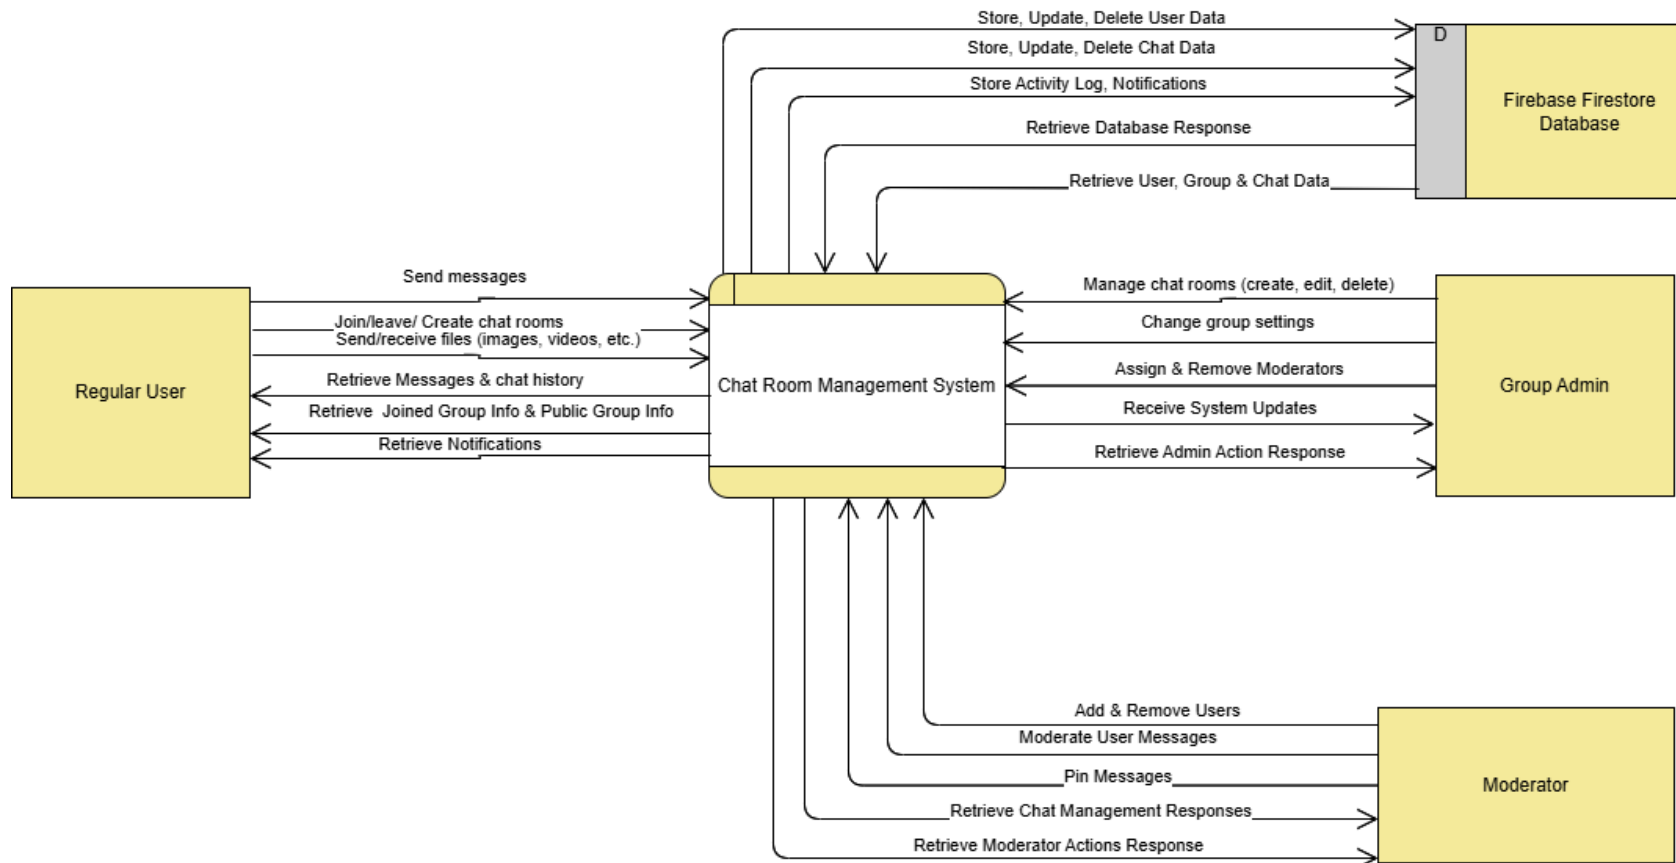 Store, Update, Delete User Data
Store, Update, Delete Chat Data
Store Activity Log, Notifications
Retrieve Database Response
Retrieve User, Group & Chat Data
D
Firebase Firestore
Database
Send messages
Join/leave/ Create chat rooms
Send/receive files (images, videos, etc.)
Retrieve Messages & chat history
Retrieve  Joined Group Info & Public Group Info
Retrieve Notifications
Regular User
Chat Room Management System
Manage chat rooms (create, edit, delete)
Change group settings
Assign & Remove Moderators
Receive System Updates
Retrieve Admin Action Response
Group Admin
Add & Remove Users
Moderate User Messages
Pin Messages
Retrieve Chat Management Responses
Retrieve Moderator Actions Response
Moderator